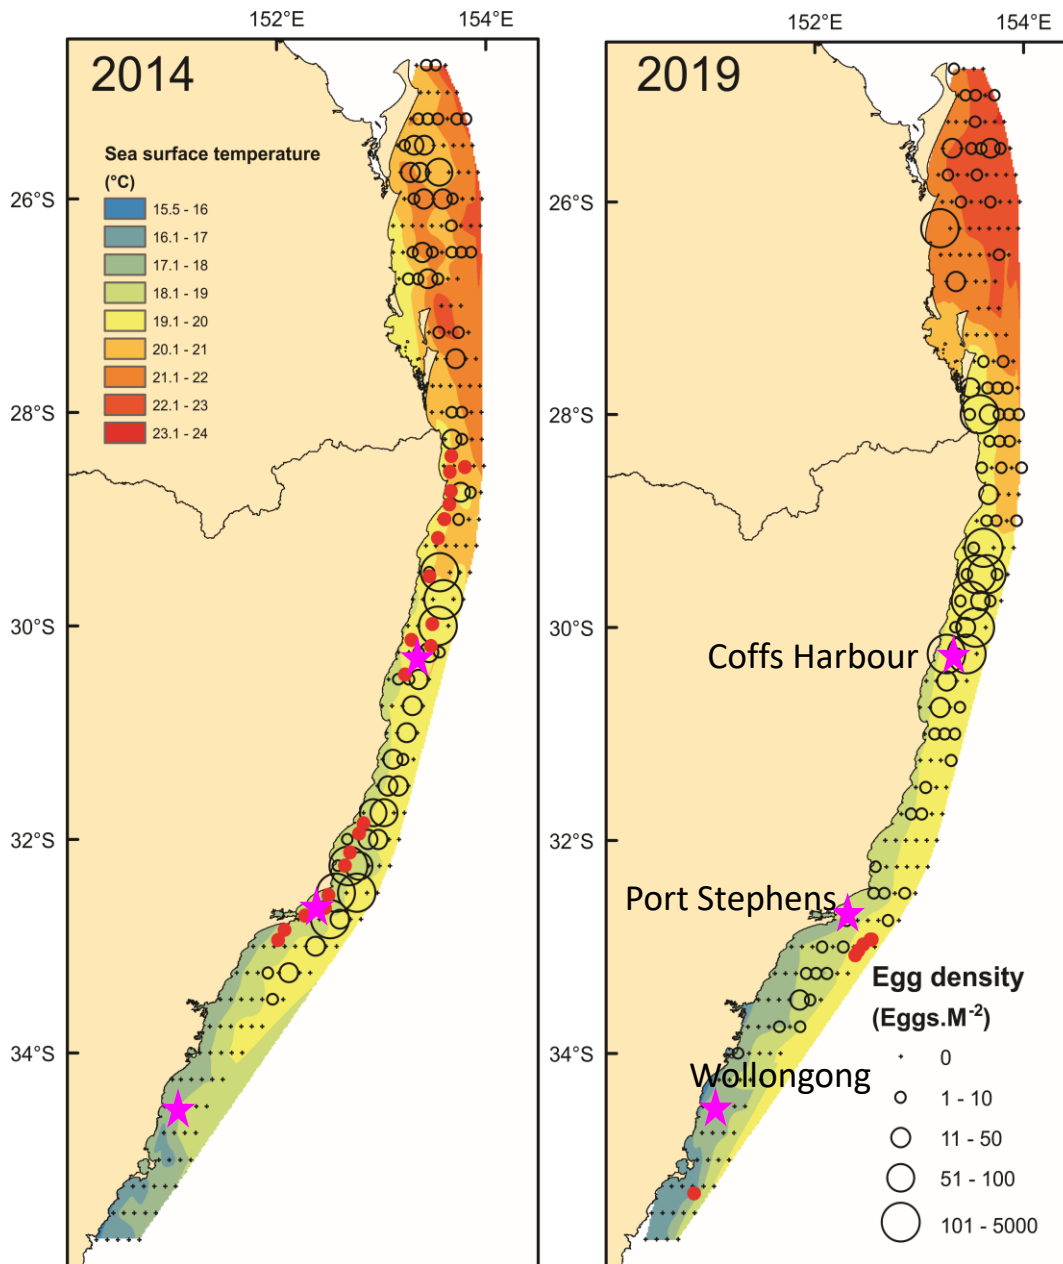 152°E
154°E
152°E
154°E
2014
2019
Sea surface temperature
(°C)
15.5 - 16
16.1 - 17
17.1 - 18
18.1 - 19
19.1 - 20
20.1 - 21
21.1 - 22
22.1 - 23
23.1 - 24
26°S
28°S
30°S
32°S
34°S
26°S
28°S
30°S
32°S
34°S
Coffs Harbour
Port Stephens
Wollongong
Egg density
(Eggs.M⁻²)
0
1 - 10
11 - 50
51 - 100
101 - 5000